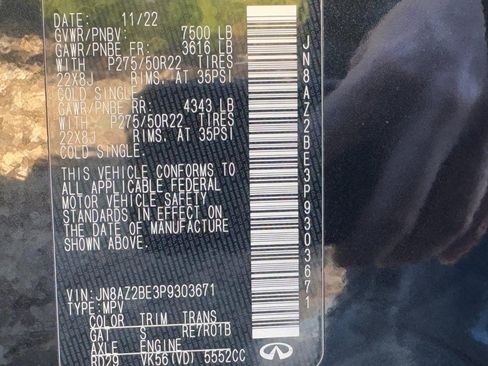 DATE: 11/22
GVWR/PNBV: 7500 LB
GAWR/PNBE FR: 3616 LB
WITH P275/50R22 TIRES
22X8J RIMS. AT 35PSI
COLD SINGLE.
GAWR/PNBE RR: 4343 LB
WITH P275/50R22 TIRES
22X8J RIMS. AT 35PSI
COLD SINGLE.
THIS VEHICLE CONFORMS TO
ALL APPLICABLE FEDERAL
MOTOR VEHICLE SAFETY
STANDARDS IN EFFECT ON
THE DATE OF MANUFACTURE
SHOWN ABOVE.
VIN: JN8AZ2BE3P9303671
TYPE: MPV
COLOR TRIM TRANS
GAT S RE7R01B
AXLE ENGINE
RD29 VK56(VD) 5552CC
JN8AZ2BE3P9303671
INFINITI